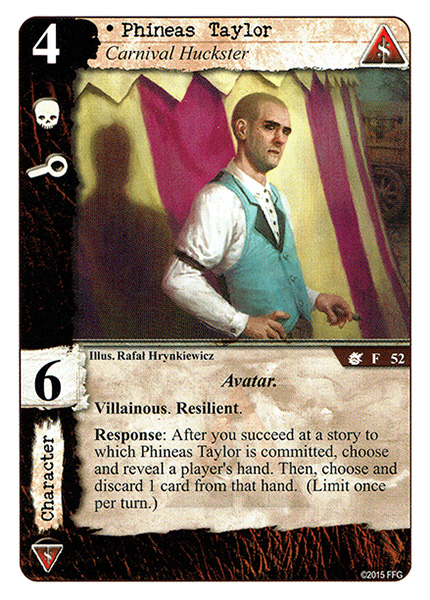 4
• Phineas Taylor
Carnival Huckster
Illus. Rafał Hrynkiewicz
F 52
6
Avatar.
Villainous. Resilient.
Response: After you succeed at a story to
which Phineas Taylor is committed, choose
and reveal a player's hand. Then, choose and
discard 1 card from that hand. (Limit once
per turn.)
Character
©2015 FFG